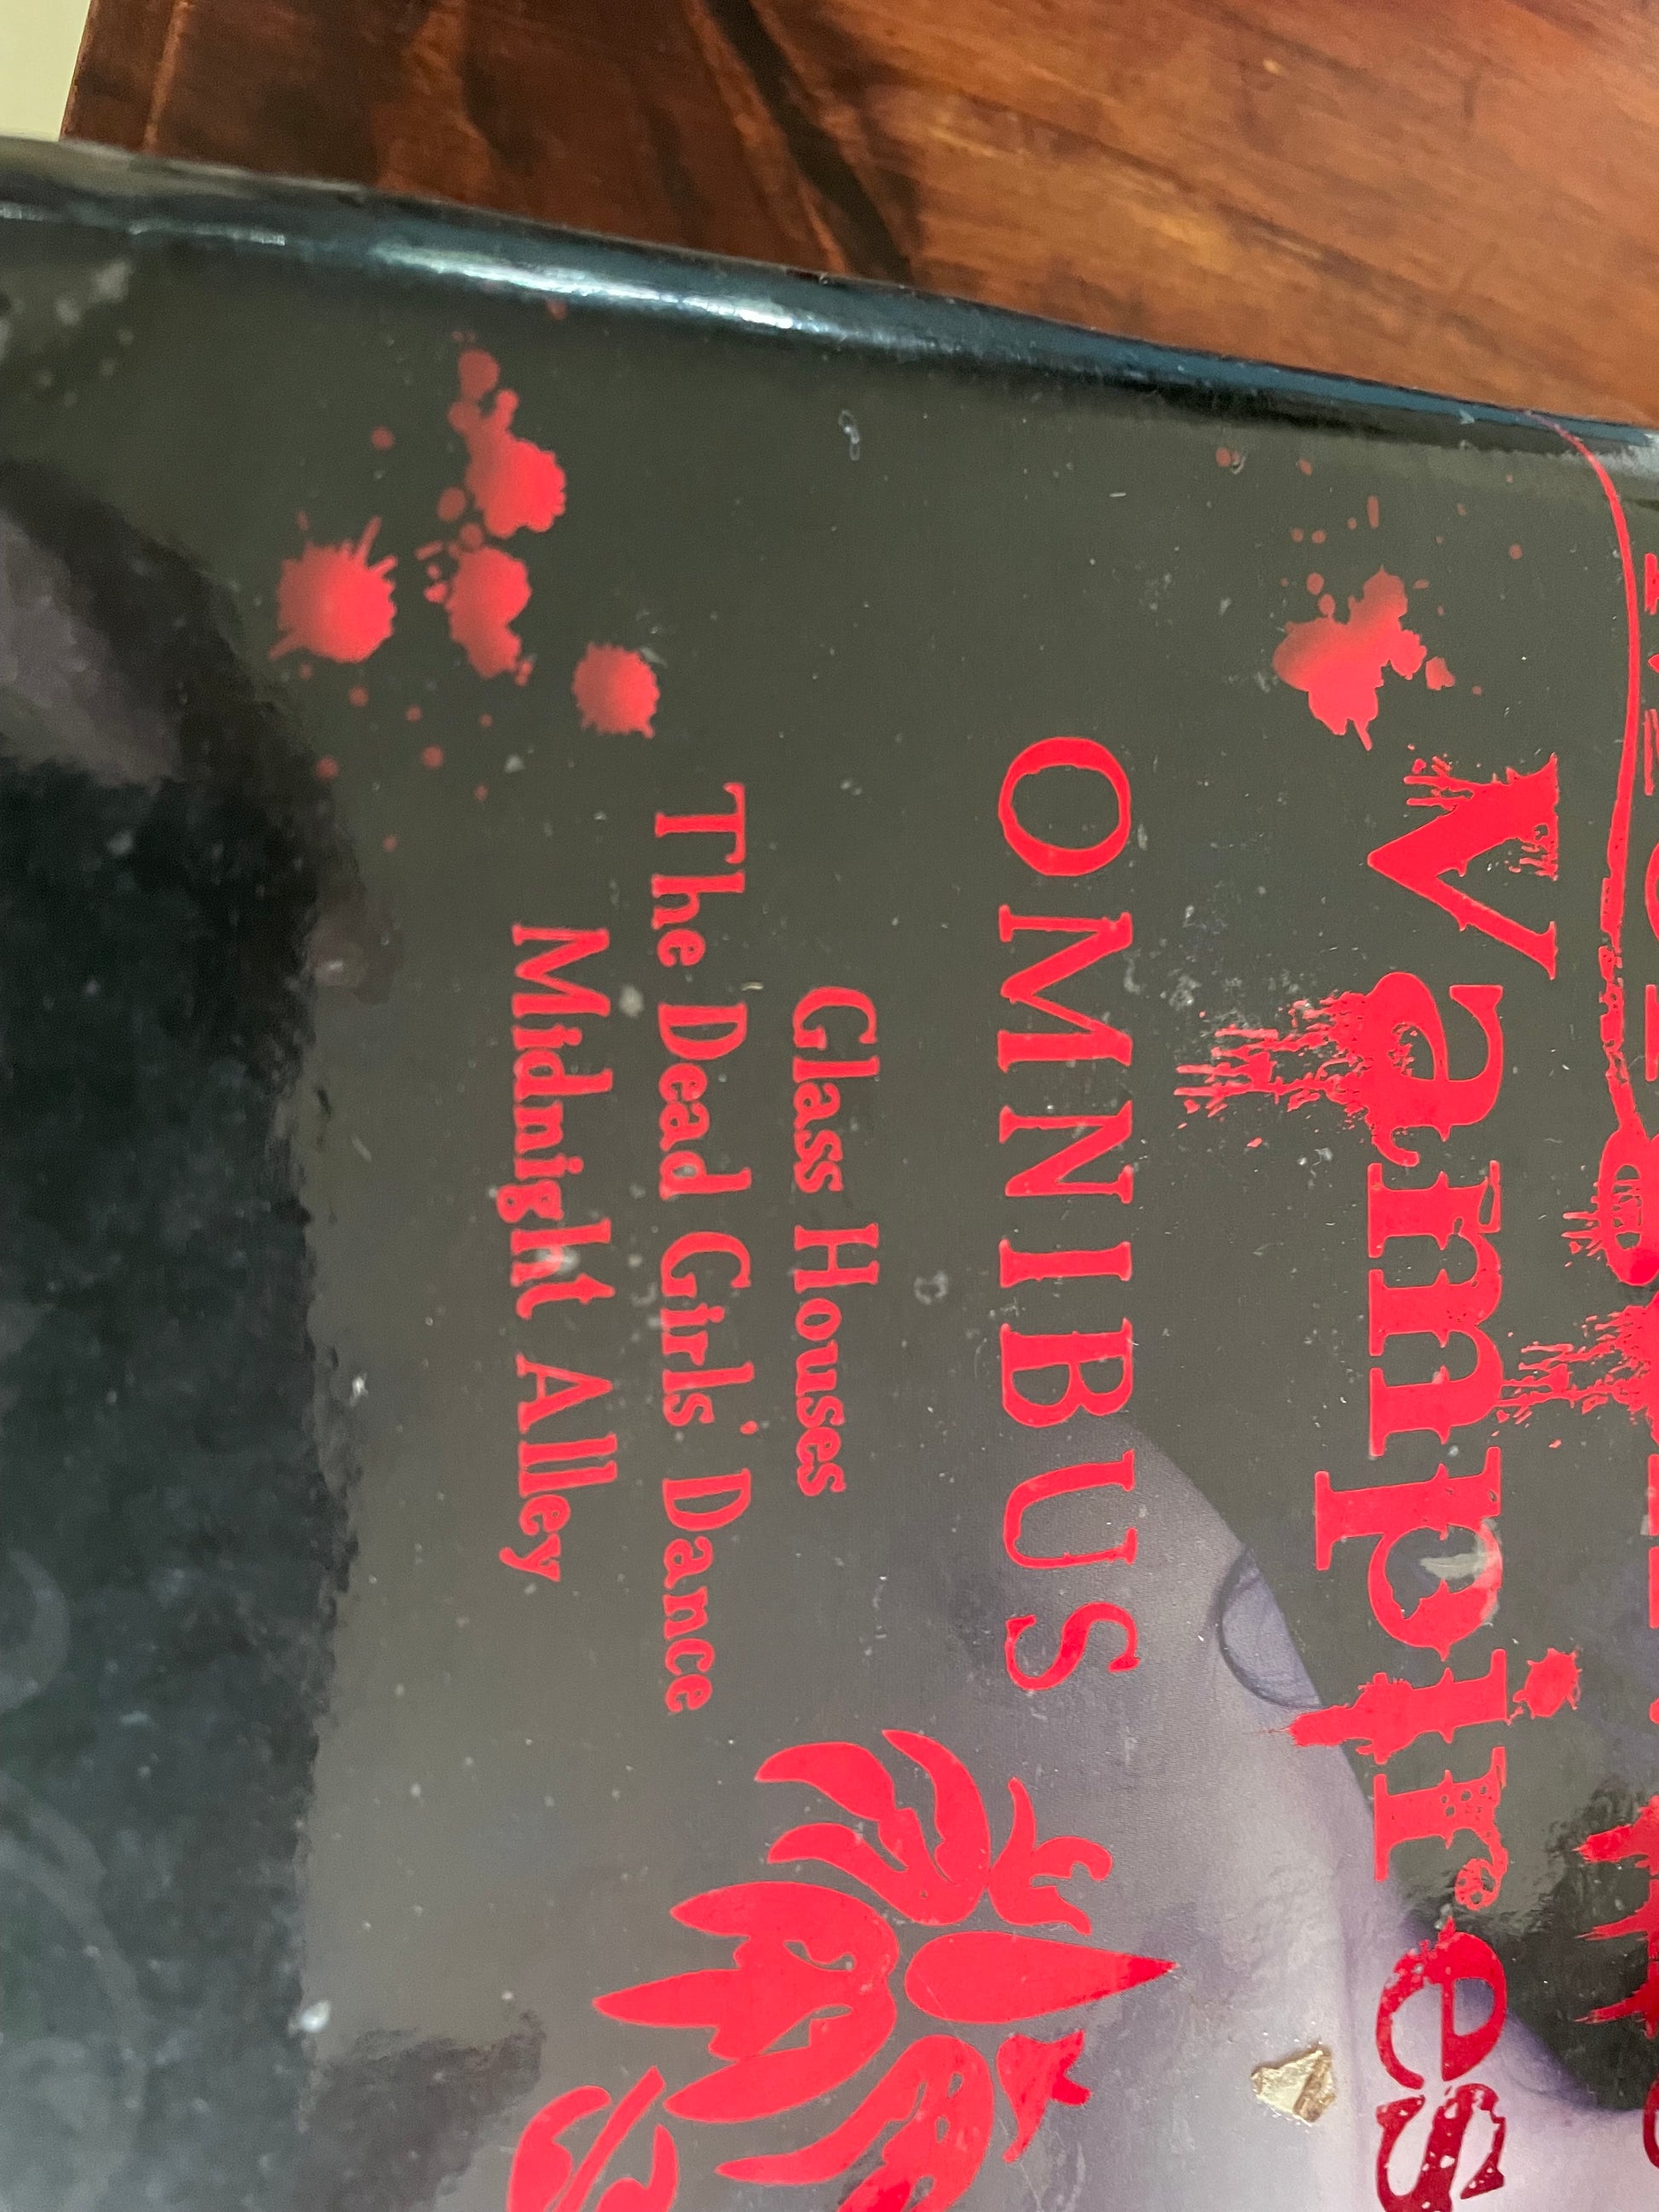 Vampires
OMNIBUS
Glass Houses
The Dead Girls' Dance
Midnight Alley